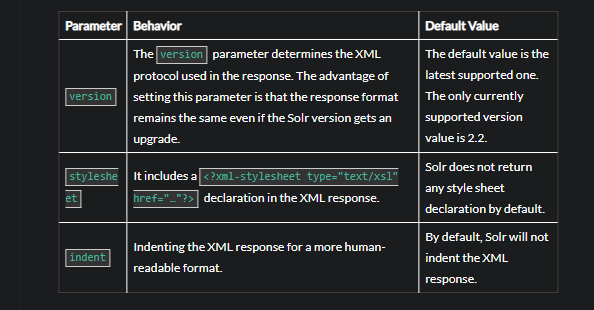 Parameter Behavior Default Value
The version parameter determines the XML
protocol used in the response. The advantage of
setting this parameter is that the response format
remains the same even if the Solr version gets an
upgrade.
version
The default value is the
latest supported one.
The only currently
supported version
value is 2.2.
styleshe
et
It includes a <?xml-stylesheet type="text/xsl"
href="…"?> declaration in the XML response.
Solr does not return
any style sheet
declaration by default.
indent
Indenting the XML response for a more human-
readable format.
By default, Solr will not
indent the XML
response.